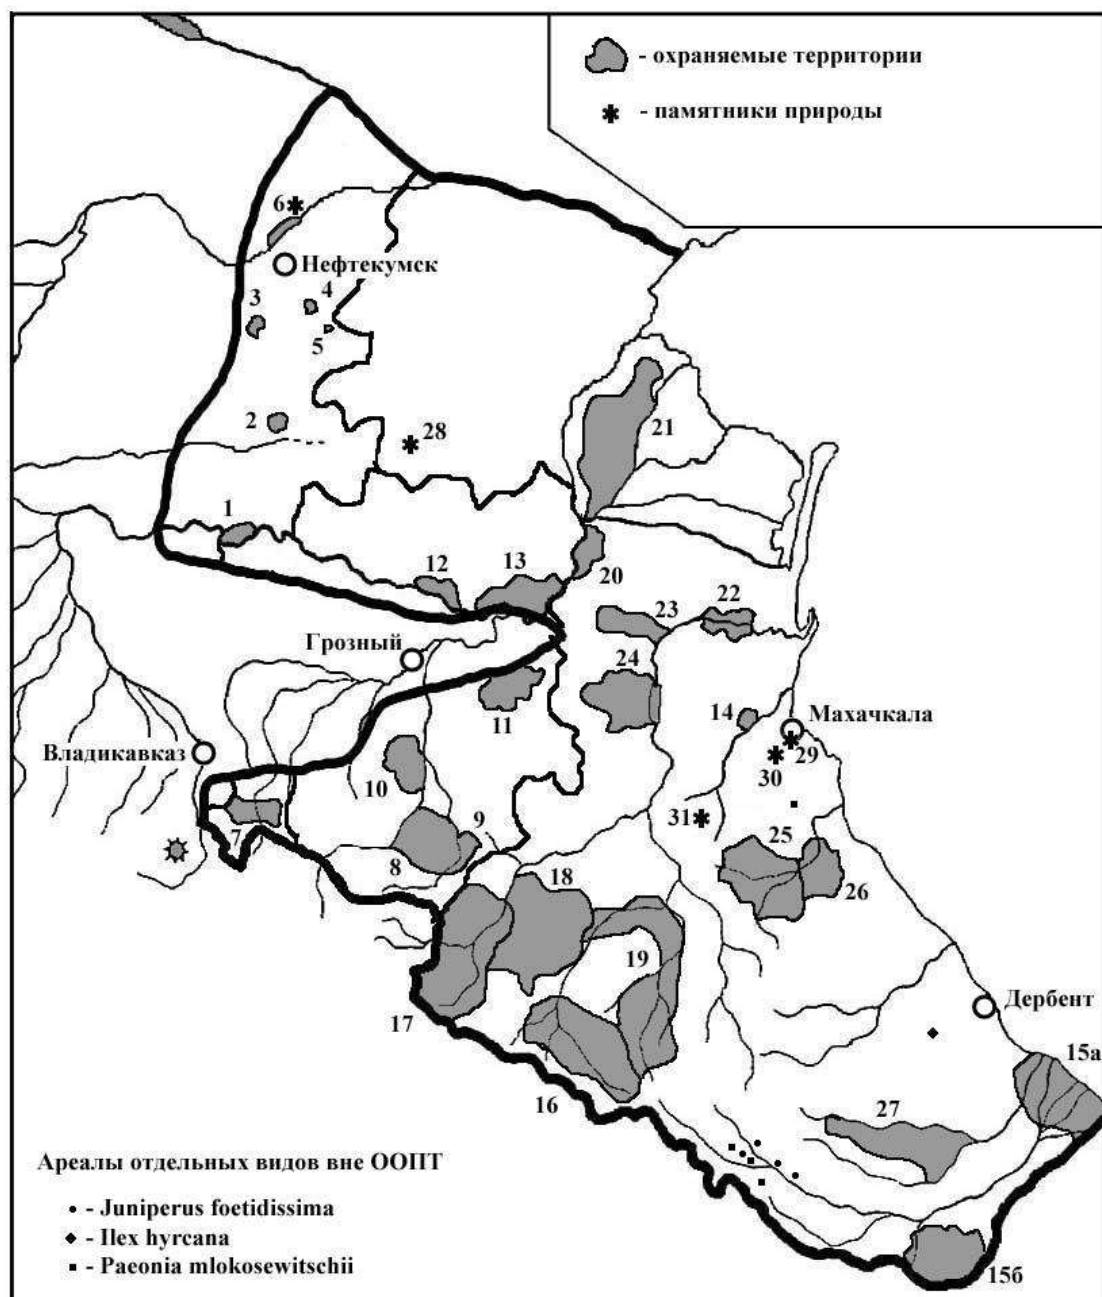 - охраняемые территории
- памятники природы
6
Нефтекумск
3
4
5
2
28
21
1
12
13
20
22
23
Грозный
24
11
14
Махачкала
29
30
Владикавказ
10
31
7
9
8
25
26
18
19
17
Дербент
15а
16
27
Ареалы отдельных видов вне ООПТ
- Juniperus foetidissima
- Ilex hyrcana
- Paeonia mlokosewitschii
15б